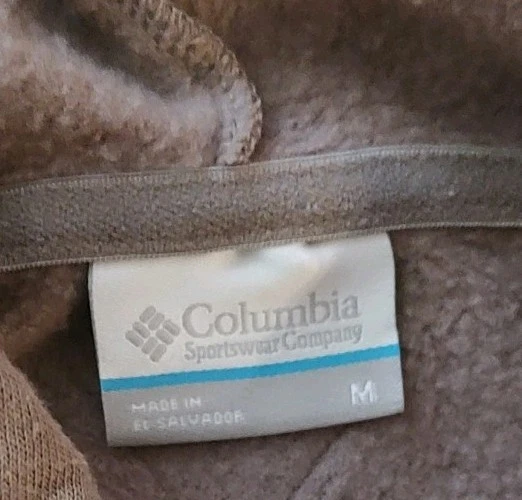 Columbia
Sportswear Company
MADE IN
EL SALVADOR
M